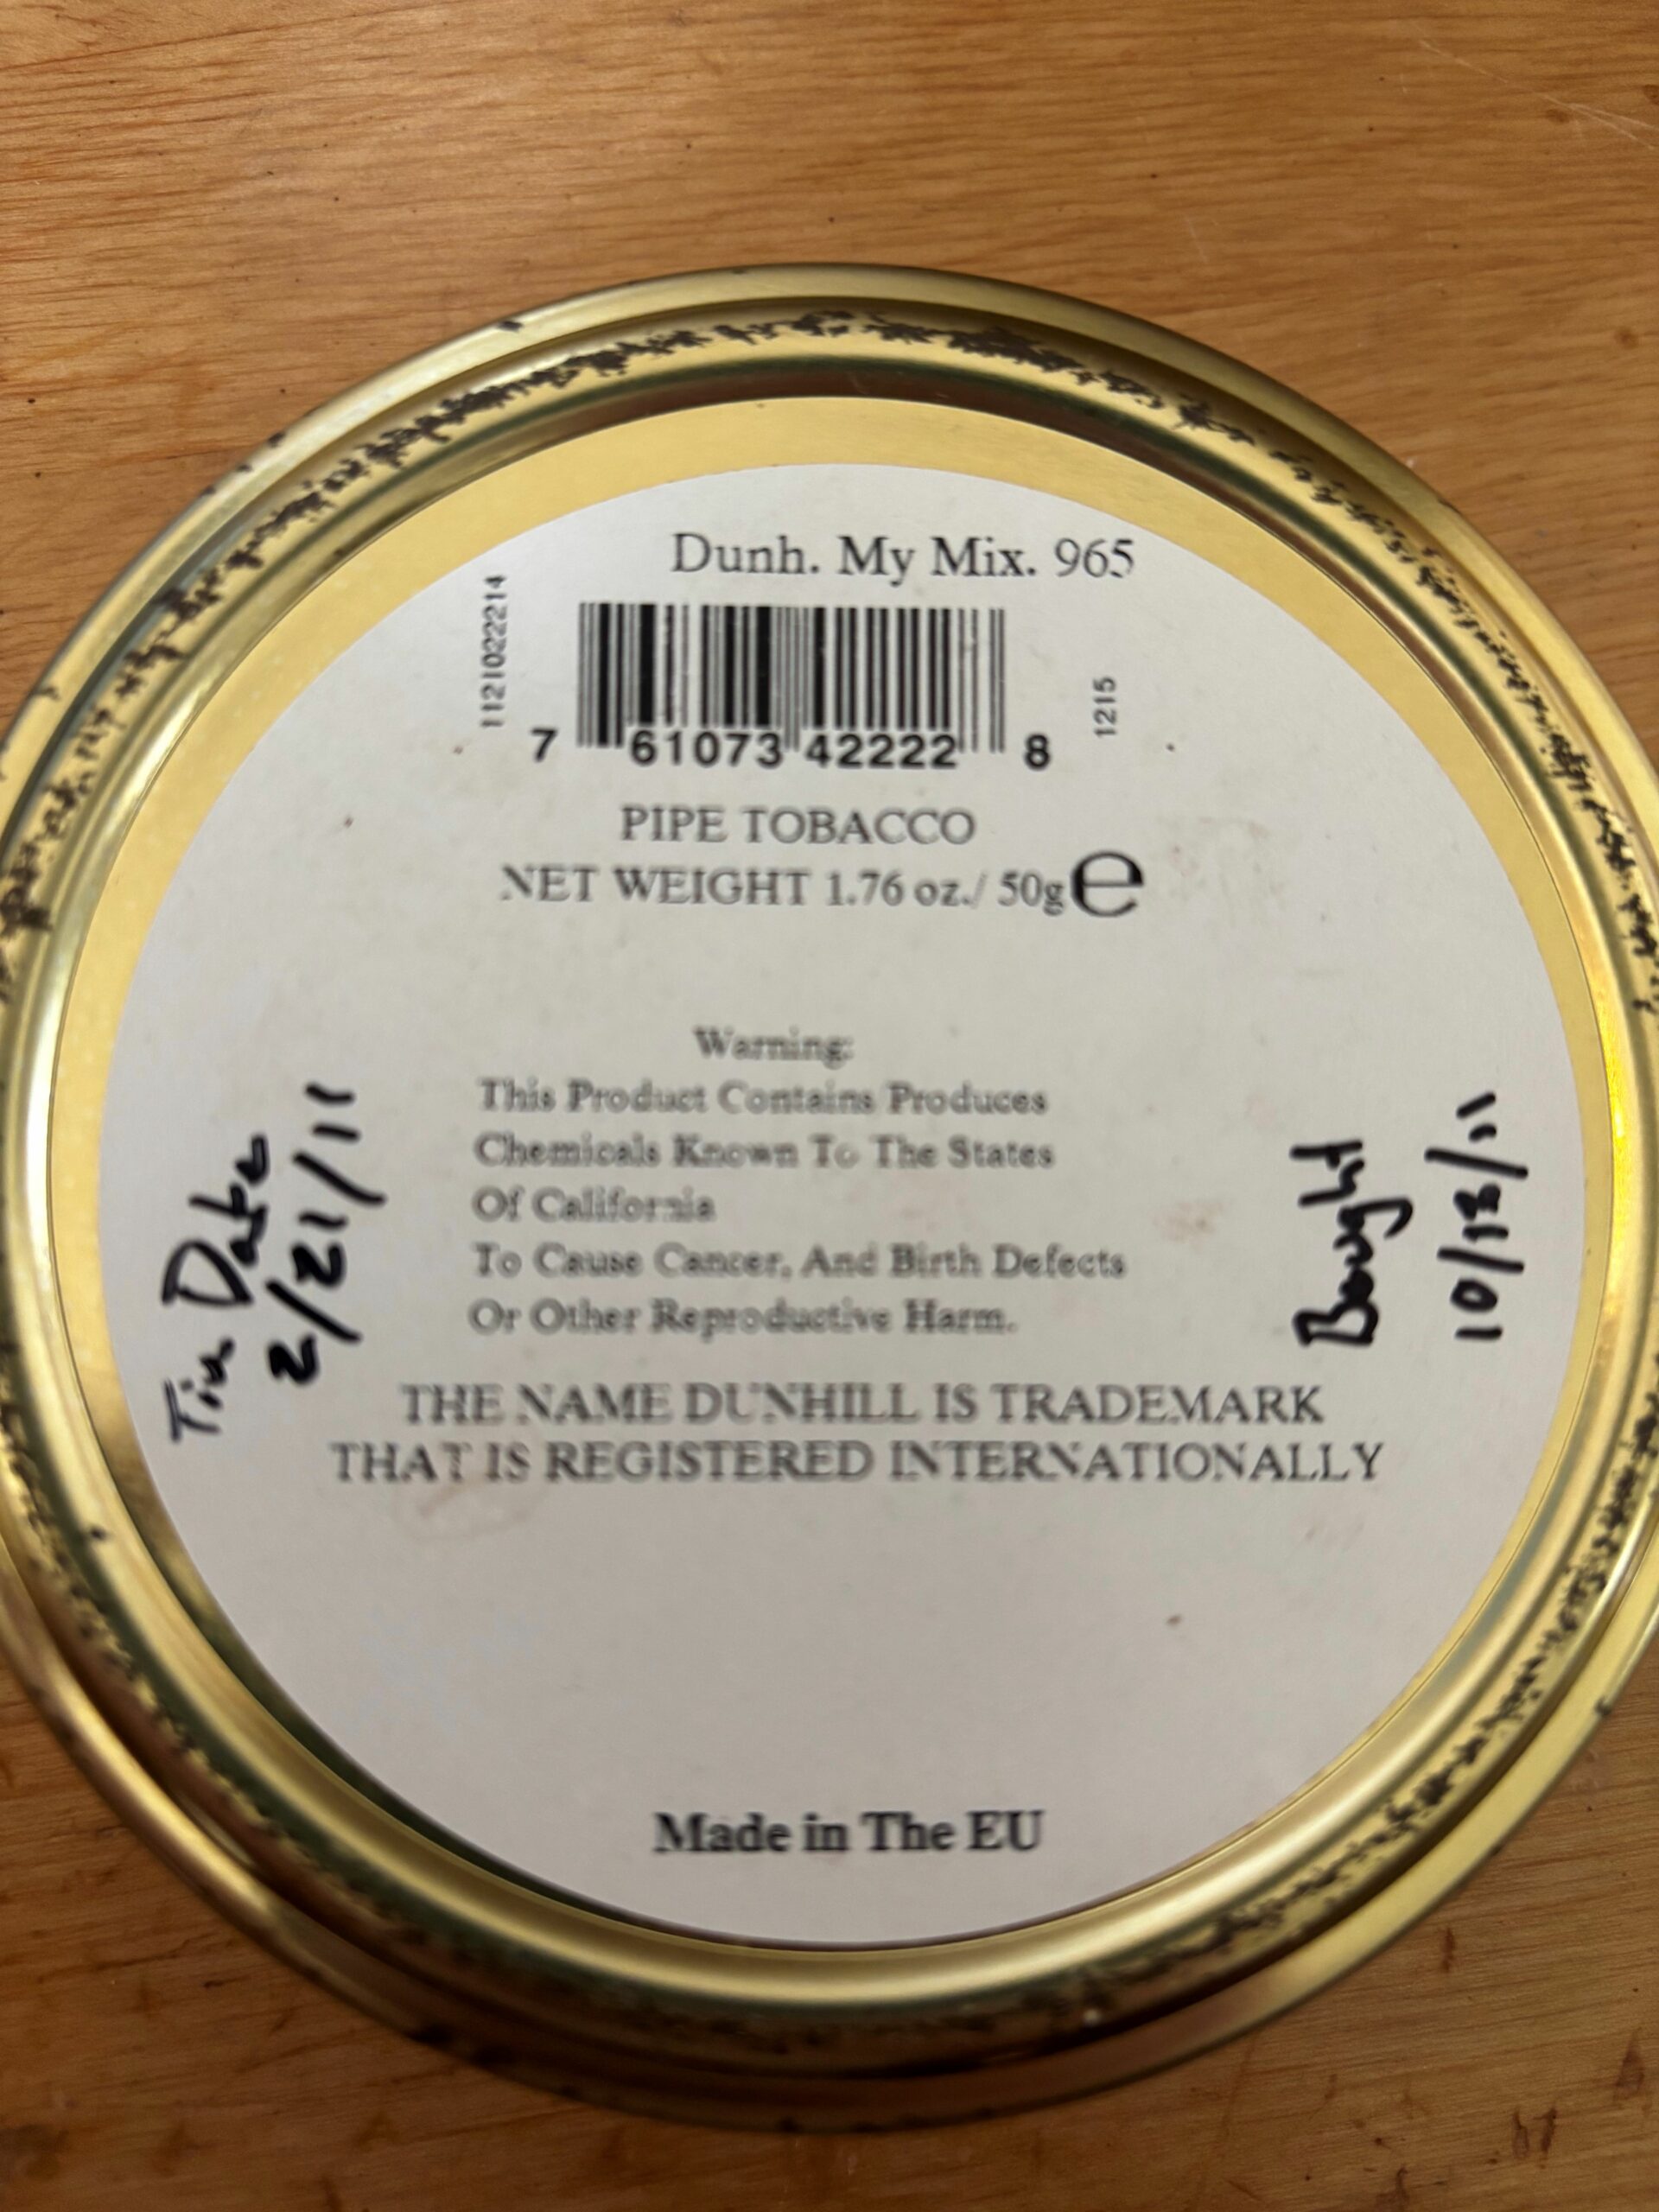 Dunh. My Mix. 965
1121022214
7 61073 42222 8
1215
PIPE TOBACCO
NET WEIGHT 1.76 oz./ 50g e
Warning:
This Product Contains Produces
Chemicals Known To The States
Of California
To Cause Cancer, And Birth Defects
Or Other Reproductive Harm.
THE NAME DUNHILL IS TRADEMARK
THAT IS REGISTERED INTERNATIONALLY
Made in The EU
Tin Date
2/21/11
Bought
10/13/11